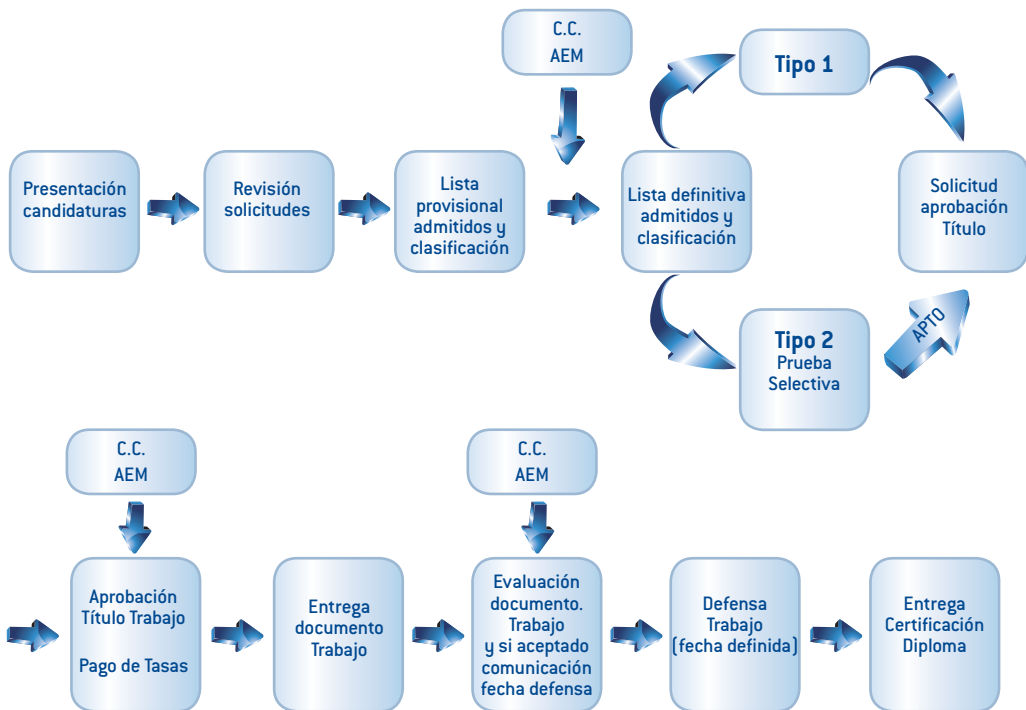 C.C.
AEM
Tipo 1
Presentación
candidaturas
Revisión
solicitudes
Lista
provisional
admitidos y
clasificación
Lista definitiva
admitidos y
clasificación
Solicitud
aprobación
Título
Tipo 2
Prueba
Selectiva
APTO
C.C.
AEM
C.C.
AEM
Aprobación
Título Trabajo
Pago de Tasas
Entrega
documento
Trabajo
Evaluación
documento.
Trabajo
y si aceptado
comunicación
fecha defensa
Defensa
Trabajo
(fecha definida)
Entrega
Certificación
Diploma